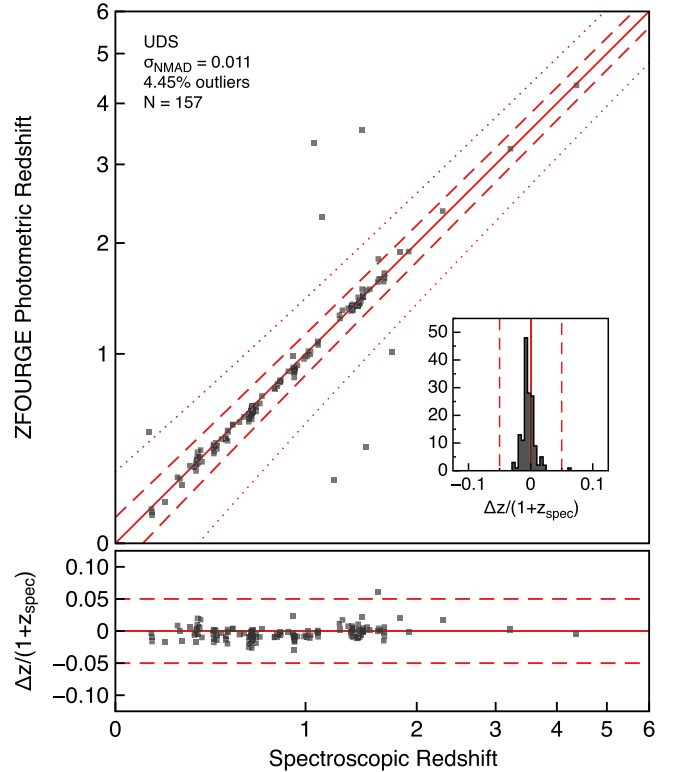 UDS
σNMAD = 0.011
4.45% outliers
N = 157
ZFOURGE Photometric Redshift
6
5
4
3
2
1
0
50
40
30
20
10
0
−0.1 0 0.1
Δz/(1+zspec)
Δz/(1+zspec)
0.10
0.05
0
−0.05
−0.10
0 1 2 3 4 5 6
Spectroscopic Redshift